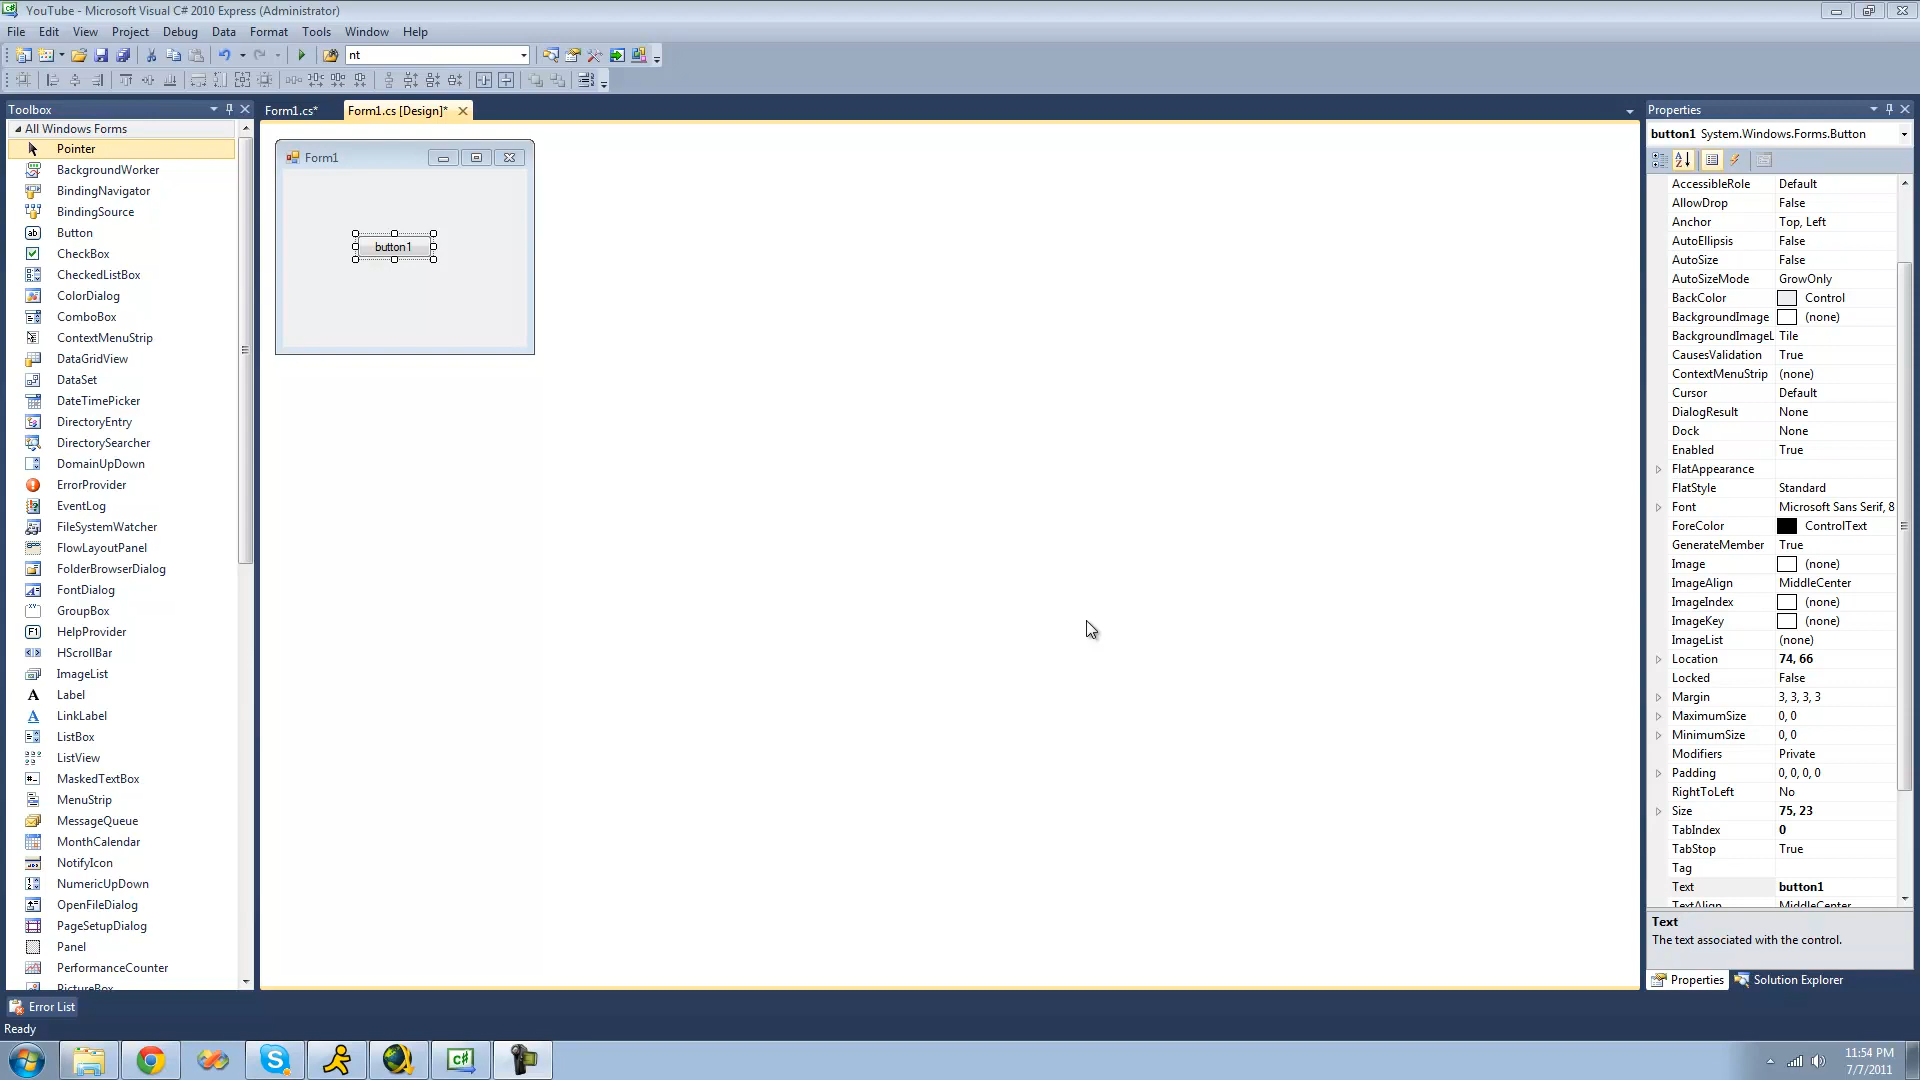 YouTube - Microsoft Visual C# 2010 Express (Administrator)
File Edit View Project Debug Data Format Tools Window Help
nt
Toolbox
Form1.cs* Form1.cs [Design]*
Properties
All Windows Forms
Pointer
BackgroundWorker
BindingNavigator
BindingSource
Button
CheckBox
CheckedListBox
ColorDialog
ComboBox
ContextMenuStrip
DataGridView
DataSet
DateTimePicker
DirectoryEntry
DirectorySearcher
DomainUpDown
ErrorProvider
EventLog
FileSystemWatcher
FlowLayoutPanel
FolderBrowserDialog
FontDialog
GroupBox
HelpProvider
HScrollBar
ImageList
Label
LinkLabel
ListBox
ListView
MaskedTextBox
MenuStrip
MessageQueue
MonthCalendar
NotifyIcon
NumericUpDown
OpenFileDialog
PageSetupDialog
Panel
PerformanceCounter
PictureBox
Form1
button1
button1 System.Windows.Forms.Button
AccessibleRole Default
AllowDrop False
Anchor Top, Left
AutoEllipsis False
AutoSize False
AutoSizeMode GrowOnly
BackColor Control
BackgroundImage (none)
BackgroundImageL Tile
CausesValidation True
ContextMenuStrip (none)
Cursor Default
DialogResult None
Dock None
Enabled True
FlatAppearance
FlatStyle Standard
Font Microsoft Sans Serif, 8
ForeColor ControlText
GenerateMember True
Image (none)
ImageAlign MiddleCenter
ImageIndex (none)
ImageKey (none)
ImageList (none)
Location 74, 66
Locked False
Margin 3, 3, 3, 3
MaximumSize 0, 0
MinimumSize 0, 0
Modifiers Private
Padding 0, 0, 0, 0
RightToLeft No
Size 75, 23
TabIndex 0
TabStop True
Tag
Text button1
TextAlign MiddleCenter
Text
The text associated with the control.
Properties Solution Explorer
Error List
Ready
11:54 PM
7/7/2011